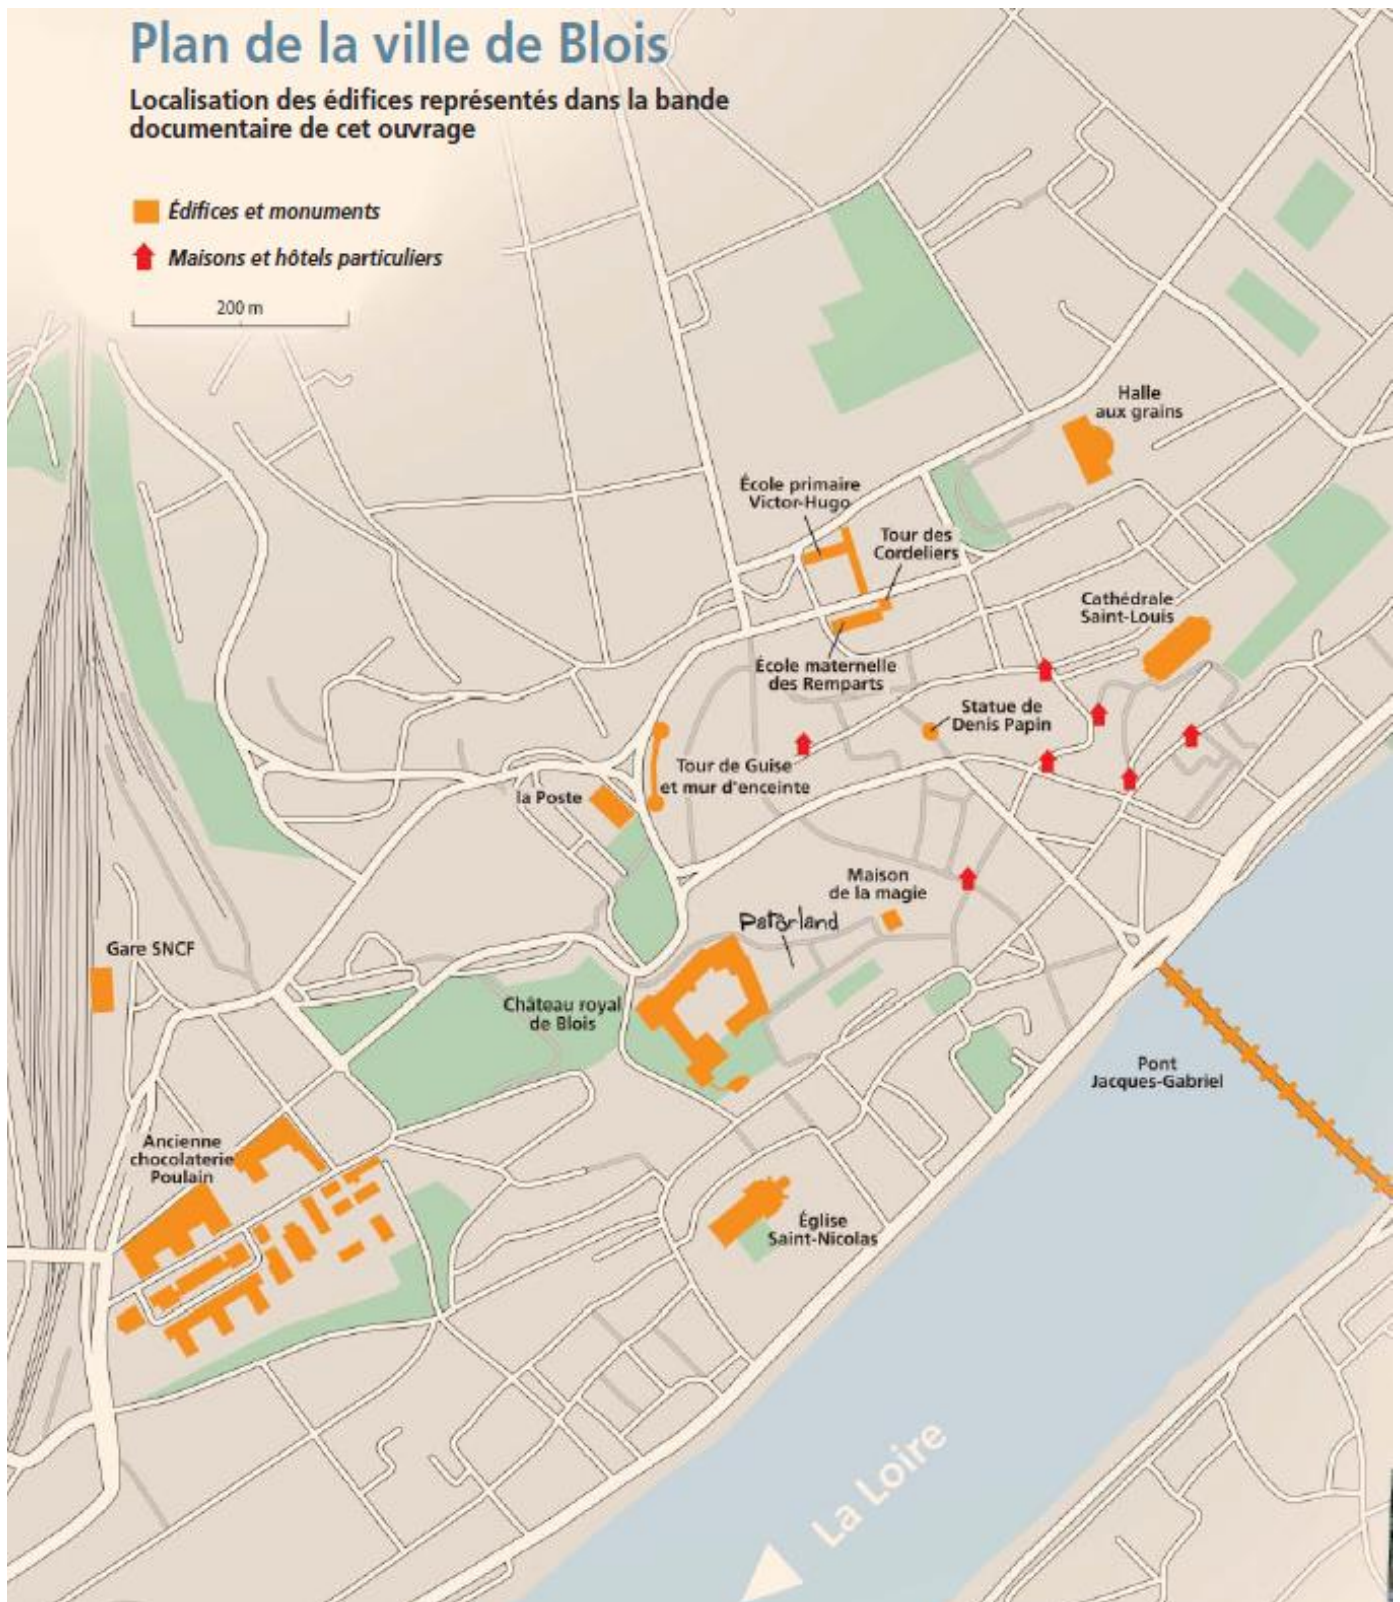 Plan de la ville de Blois
Localisation des édifices représentés dans la bande
documentaire de cet ouvrage
Édifices et monuments
Maisons et hôtels particuliers
200 m
Halle
aux grains
École primaire
Victor-Hugo
Tour des
Cordeliers
Cathédrale
Saint-Louis
École maternelle
des Remparts
Statue de
Denis Papin
Tour de Guise
et mur d'enceinte
la Poste
Maison
de la magie
Patarland
Gare SNCF
Château royal
de Blois
Pont
Jacques-Gabriel
Ancienne
chocolaterie
Poulain
Église
Saint-Nicolas
La Loire